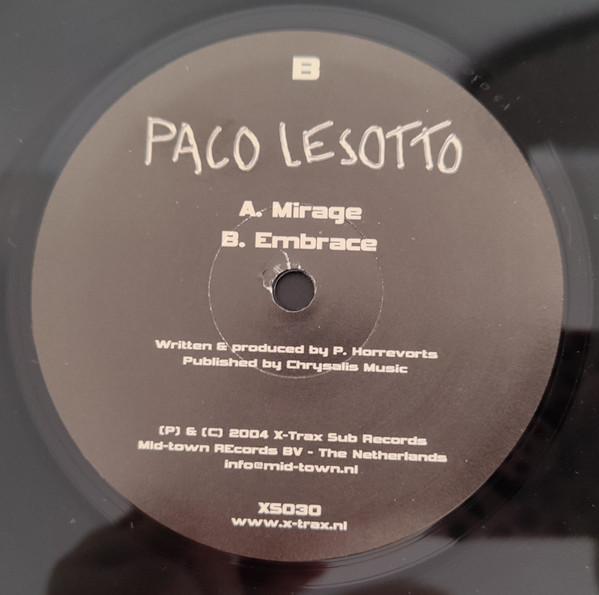 B
PACO LESOTTO
A. Mirage
B. Embrace
Written & produced by P. Horrevorts
Published by Chrysalis Music
(P) & (C) 2004 X-Trax Sub Records
Mid-town REcords BV - The Netherlands
info@mid-town.nl
XS030
www.x-trax.nl